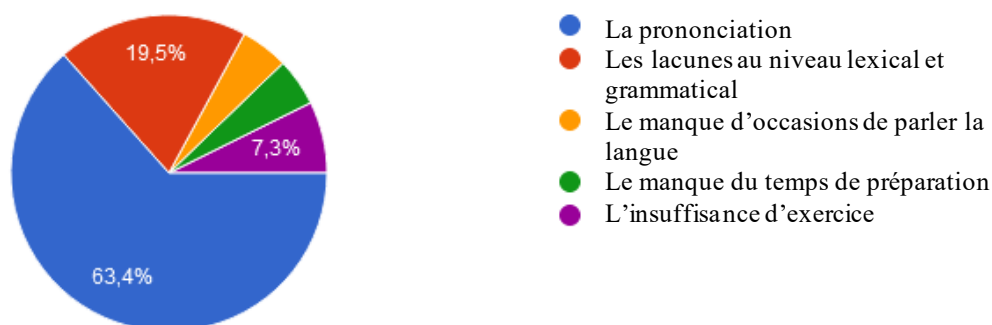 19,5%
7,3%
63,4%
La prononciation
Les lacunes au niveau lexical et
grammatical
Le manque d’occasions de parler la
langue
Le manque du temps de préparation
L’insuffisance d’exercice